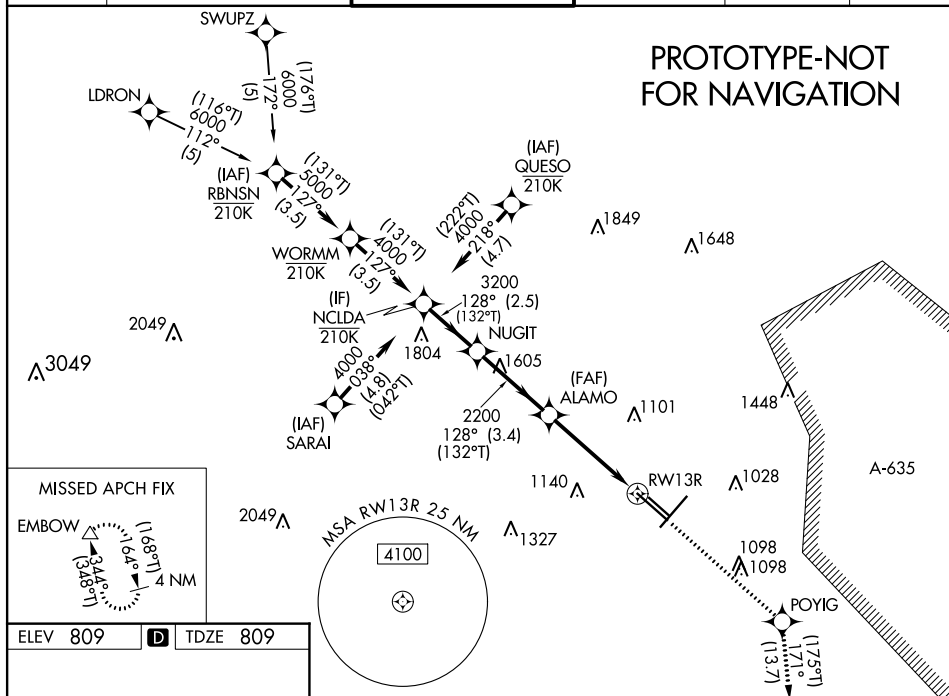 SWUPZ
PROTOTYPE-NOT
FOR NAVIGATION
(176°T)
6000
172°
(5)
LDRON
(116°T)
6000
112°
(5)
(IAF)
RBNSN
210K
(131°T)
5000
127°
(3.5)
(IAF)
QUESO
210K
(222°T)
4000
218°
(4.7)
1849
1648
WORMM
210K
(131°T)
4000
127°
(3.5)
3200
128° (2.5)
(132°T)
(IF)
NCLDA
210K
NUGIT
2049
1804
1605
3049
4000
038°
(4.8)
(042°T)
(IAF)
SARAI
(FAF)
ALAMO
1101
1448
2200
128° (3.4)
(132°T)
A-635
MISSED APCH FIX
EMBOW
(168°T)
164°
344°
(348°T)
4 NM
1140
RW13R
1028
2049
MSA RW13R 25 NM
4100
1327
1098
1098
POYIG
(175°T)
171°
(13.7)
ELEV 809 D TDZE 809